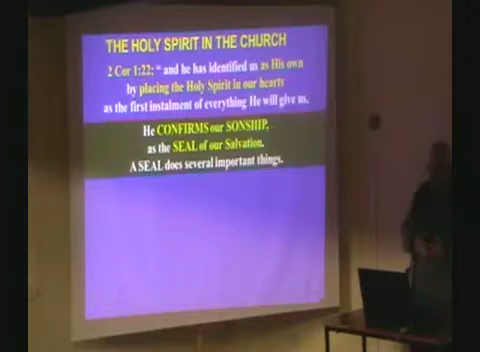 THE HOLY SPIRIT IN THE CHURCH
2 Cor 1:22; " and he has identified us as His own
by placing the Holy Spirit in our hearts
as the first instalment of everything He will give us.
He CONFIRMS our SONSHIP,
as the SEAL of our Salvation.
A SEAL does several important things.